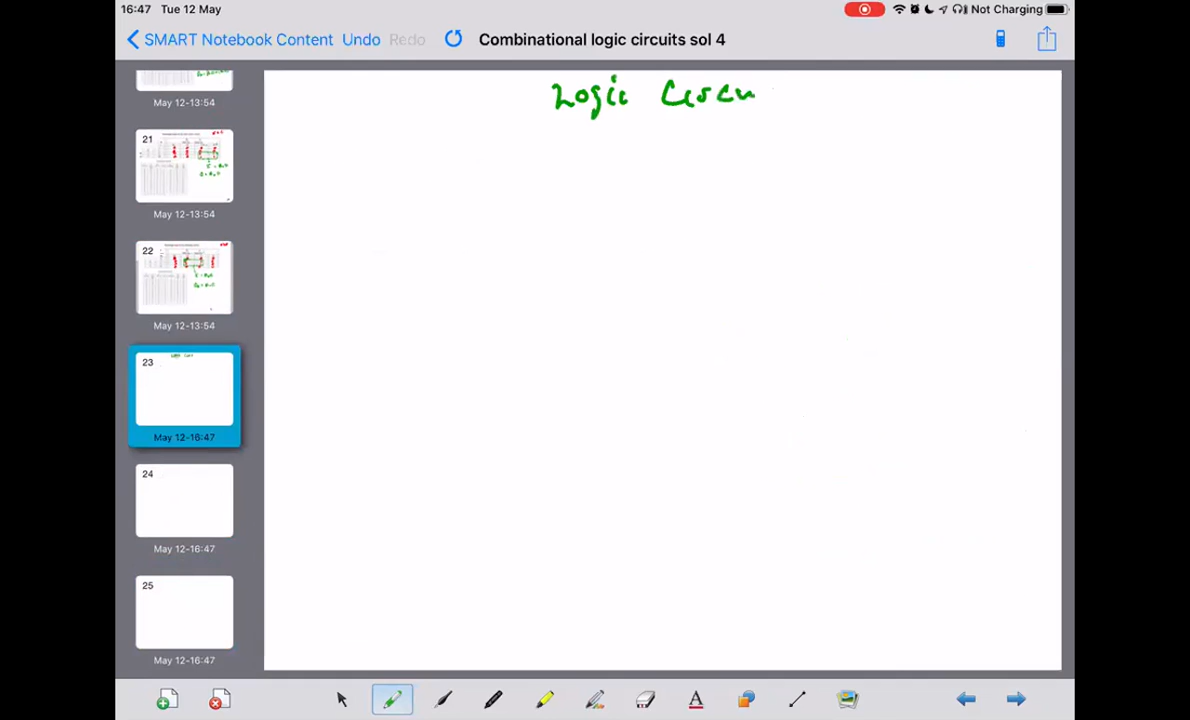 16:47 Tue 12 May
Not Charging
SMART Notebook Content Undo Redo Combinational logic circuits sol 4
Logic Circu
May 12-13:54
21
May 12-13:54
22
May 12-13:54
23
May 12-16:47
24
May 12-16:47
25
May 12-16:47
A